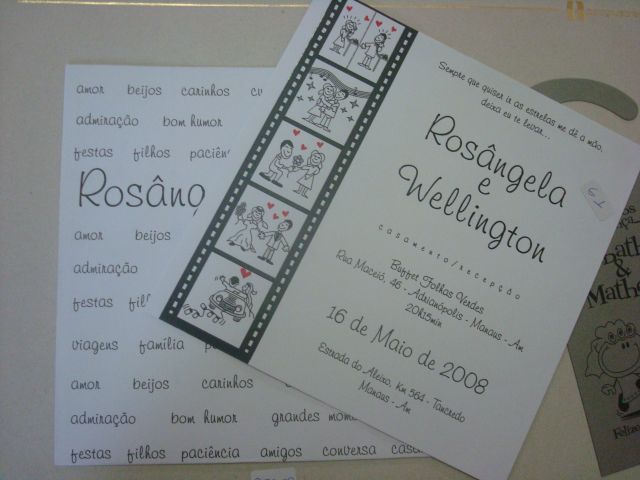 amor beijos carinhos
admiração bom humor
festas filhos
amor beijos
admiração
festas
viagens família
amor beijos carinhos
admiração bom humor grandes
festas filhos paciência amigos conversa
Sempre que quiser ir às estrelas me dê a mão,
deixa eu te levar...
Rosângela
e
Wellington
casamento/recepção
Buffet Folhas Verdes
Rua Maceió, 46 - Adrianópolis - Manaus - Am
20h15min
16 de Maio de 2008
Estrada do Aleixo, Km 564 - Tancredo
Manaus - Am
&